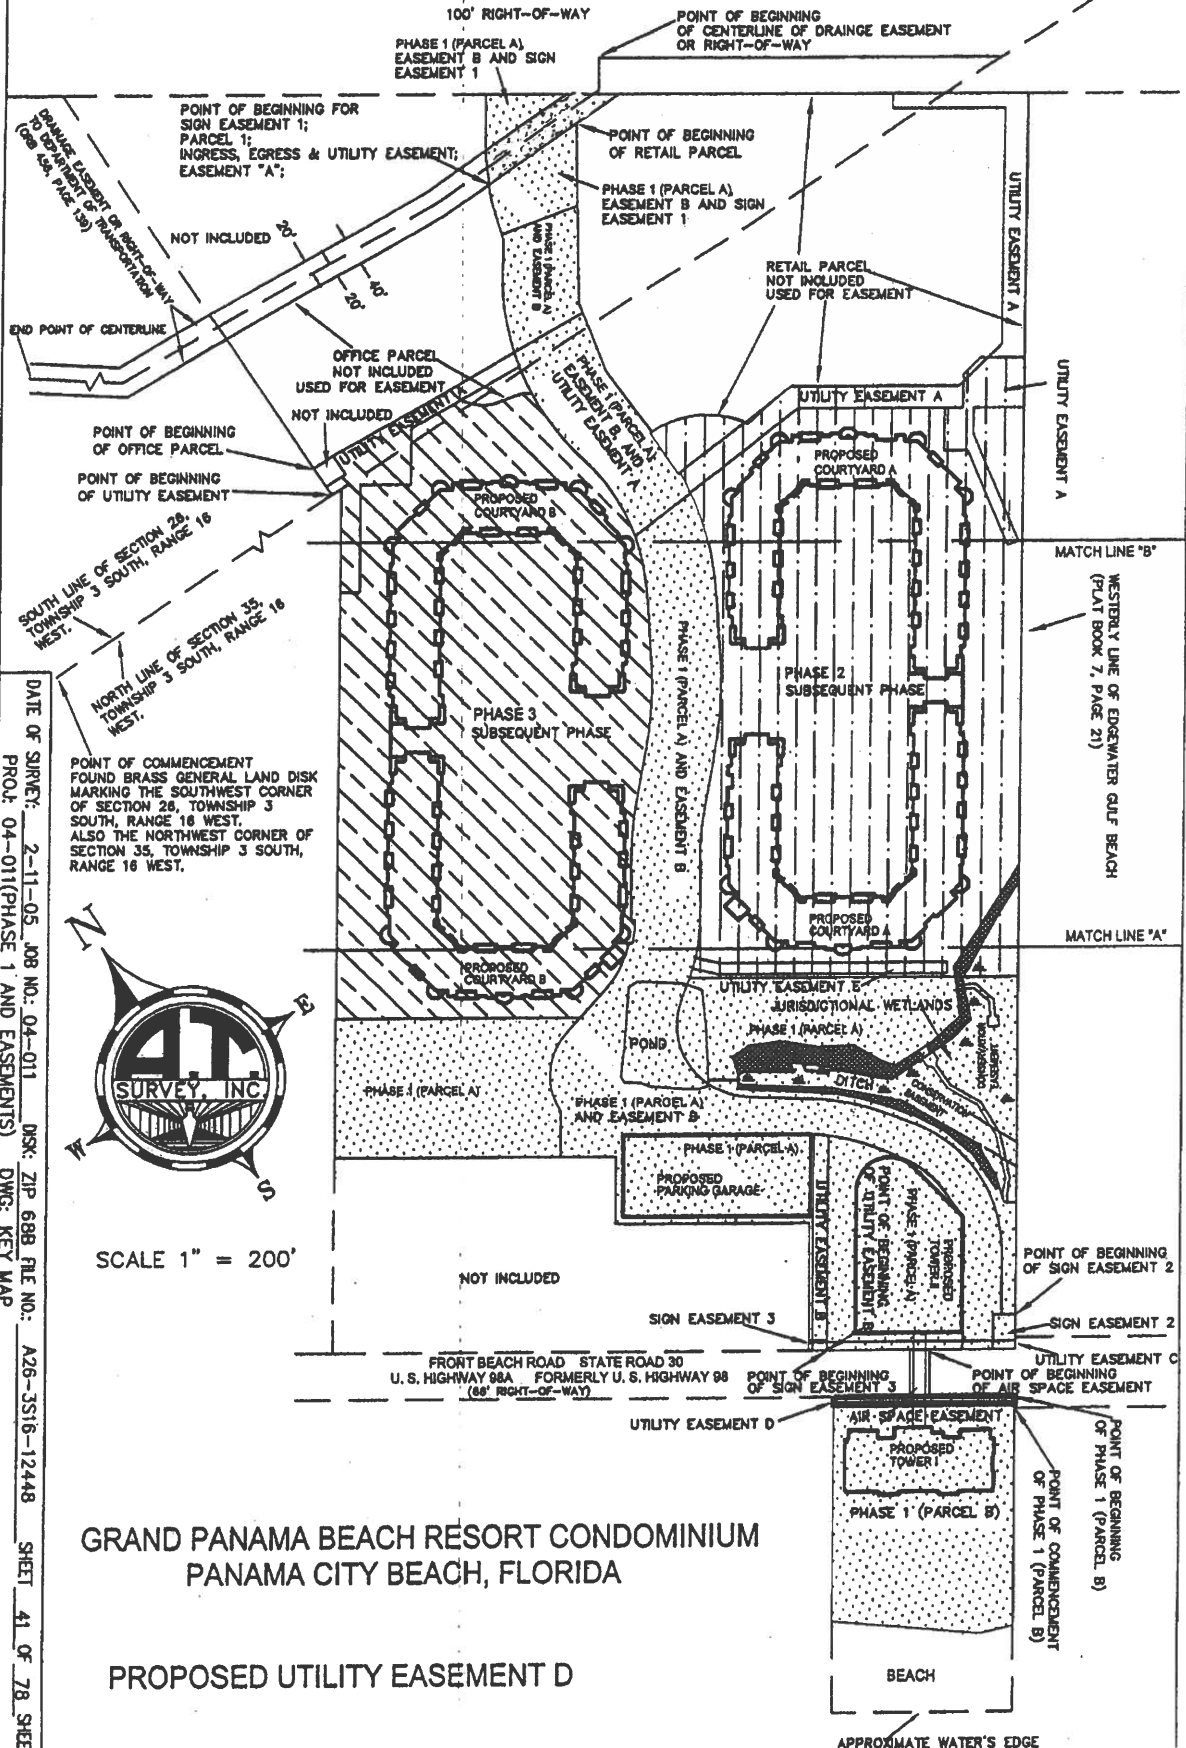 100' RIGHT-OF-WAY
POINT OF BEGINNING
OF CENTERLINE OF DRAINGE EASEMENT
OR RIGHT-OF-WAY
PHASE 1 (PARCEL A)
EASEMENT B AND SIGN
EASEMENT 1
POINT OF BEGINNING FOR
SIGN EASEMENT 1;
PARCEL 1;
INGRESS, EGRESS & UTILITY EASEMENT;
EASEMENT "A";
POINT OF BEGINNING
OF RETAIL PARCEL
PHASE 1 (PARCEL A)
EASEMENT B AND SIGN
EASEMENT 1
DRAINAGE EASEMENT OR RIGHT-OF-WAY
TO DEPARTMENT OF TRANSPORTATION
(ORB 456, PAGE 139)
NOT INCLUDED
20'
40'
20'
PHASE 1 (PARCEL A)
AND EASEMENT B
UTILITY EASEMENT A
RETAIL PARCEL
NOT INCLUDED
USED FOR EASEMENT
END POINT OF CENTERLINE
OFFICE PARCEL
NOT INCLUDED
USED FOR EASEMENT
NOT INCLUDED
UTILITY EASEMENT A
PHASE 1 (PARCEL A),
EASEMENT B, AND
UTILITY EASEMENT A
UTILITY EASEMENT A
UTILITY EASEMENT A
POINT OF BEGINNING
OF OFFICE PARCEL
POINT OF BEGINNING
OF UTILITY EASEMENT
PROPOSED
COURTYARD A
PROPOSED
COURTYARD B
SOUTH LINE OF SECTION 26,
TOWNSHIP 3 SOUTH, RANGE 16
WEST.
NORTH LINE OF SECTION 35,
TOWNSHIP 3 SOUTH, RANGE 16
WEST.
MATCH LINE "B"
WESTERLY LINE OF EDGEWATER GULF BEACH
(PLAT BOOK 7, PAGE 21)
PHASE 1 (PARCEL A) AND EASEMENT B
PHASE 2
SUBSEQUENT PHASE
PHASE 3
SUBSEQUENT PHASE
POINT OF COMMENCEMENT
FOUND BRASS GENERAL LAND DISK
MARKING THE SOUTHWEST CORNER
OF SECTION 26, TOWNSHIP 3
SOUTH, RANGE 16 WEST.
ALSO THE NORTHWEST CORNER OF
SECTION 35, TOWNSHIP 3 SOUTH,
RANGE 16 WEST.
PROPOSED
COURTYARD A
MATCH LINE "A"
PROPOSED
COURTYARD B
UTILITY EASEMENT E
JURISDICTIONAL WETLANDS
PHASE 1 (PARCEL A)
POND
DITCH
CONSERVATION
EASEMENT
PHASE 1 (PARCEL A)
PHASE 1 (PARCEL A)
AND EASEMENT B
N
E
W
S
A.T.
SURVEY, INC.
SCALE 1" = 200'
PHASE 1 (PARCEL A)
PROPOSED
PARKING GARAGE
UTILITY EASEMENT B
POINT OF BEGINNING
OF UTILITY EASEMENT B
PHASE 1 (PARCEL A)
PROPOSED
TOWER II
NOT INCLUDED
POINT OF BEGINNING
OF SIGN EASEMENT 2
SIGN EASEMENT 3
SIGN EASEMENT 2
FRONT BEACH ROAD STATE ROAD 30
U. S. HIGHWAY 98A FORMERLY U. S. HIGHWAY 98
(66' RIGHT-OF-WAY)
POINT OF BEGINNING
OF SIGN EASEMENT 3
UTILITY EASEMENT C
POINT OF BEGINNING
OF AIR SPACE EASEMENT
UTILITY EASEMENT D
AIR SPACE EASEMENT
PROPOSED
TOWER I
PHASE 1 (PARCEL B)
POINT OF BEGINNING
OF PHASE 1 (PARCEL B)
POINT OF COMMENCEMENT
OF PHASE 1 (PARCEL B)
GRAND PANAMA BEACH RESORT CONDOMINIUM
PANAMA CITY BEACH, FLORIDA
PROPOSED UTILITY EASEMENT D
BEACH
APPROXIMATE WATER'S EDGE
DATE OF SURVEY: 2-11-05 JOB NO.: 04-011 DISK: ZIP 68B FILE NO.: A26-3S16-12448 SHEET 41 OF 78 SHEE
PROJ: 04-011(PHASE 1 AND EASEMENTS) DWG: KEY MAP